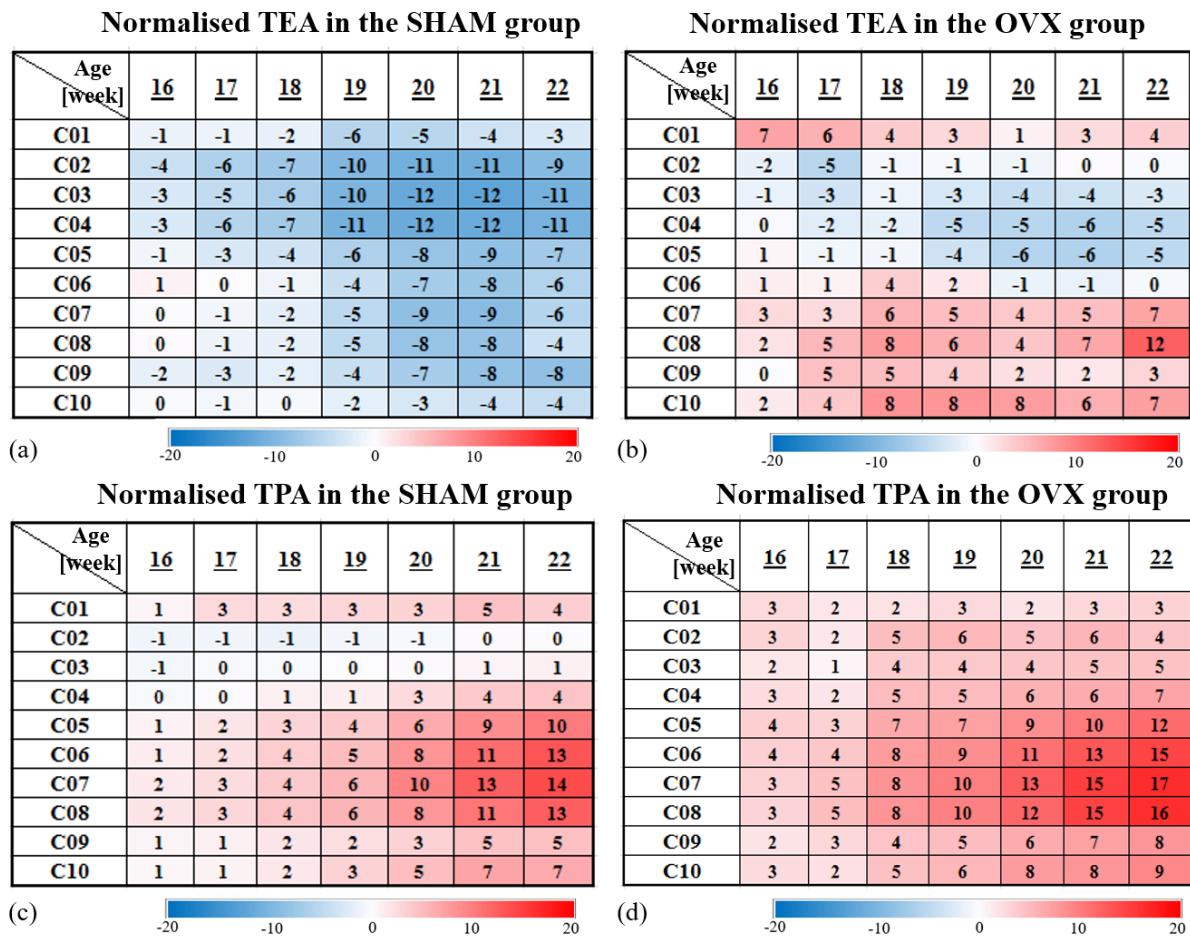 Normalised TEA in the SHAM group
Age [week] 16 17 18 19 20 21 22
C01 -1 -1 -2 -6 -5 -4 -3
C02 -4 -6 -7 -10 -11 -11 -9
C03 -3 -5 -6 -10 -12 -12 -11
C04 -3 -6 -7 -11 -12 -12 -11
C05 -1 -3 -4 -6 -8 -9 -7
C06 1 0 -1 -4 -7 -8 -6
C07 0 -1 -2 -5 -9 -9 -6
C08 0 -1 -2 -5 -8 -8 -4
C09 -2 -3 -2 -4 -7 -8 -8
C10 0 -1 0 -2 -3 -4 -4
(a) -20 -10 0 10 20
Normalised TEA in the OVX group
Age [week] 16 17 18 19 20 21 22
C01 7 6 4 3 1 3 4
C02 -2 -5 -1 -1 -1 0 0
C03 -1 -3 -1 -3 -4 -4 -3
C04 0 -2 -2 -5 -5 -6 -5
C05 1 -1 -1 -4 -6 -6 -5
C06 1 1 4 2 -1 -1 0
C07 3 3 6 5 4 5 7
C08 2 5 8 6 4 7 12
C09 0 5 5 4 2 2 3
C10 2 4 8 8 8 6 7
(b) -20 -10 0 10 20
Normalised TPA in the SHAM group
Age [week] 16 17 18 19 20 21 22
C01 1 3 3 3 3 5 4
C02 -1 -1 -1 -1 -1 0 0
C03 -1 0 0 0 0 1 1
C04 0 0 1 1 3 4 4
C05 1 2 3 4 6 9 10
C06 1 2 4 5 8 11 13
C07 2 3 4 6 10 13 14
C08 2 3 4 6 8 11 13
C09 1 1 2 2 3 5 5
C10 1 1 2 3 5 7 7
(c) -20 -10 0 10 20
Normalised TPA in the OVX group
Age [week] 16 17 18 19 20 21 22
C01 3 2 2 3 2 3 3
C02 3 2 5 6 5 6 4
C03 2 1 4 4 4 5 5
C04 3 2 5 5 6 6 7
C05 4 3 7 7 9 10 12
C06 4 4 8 9 11 13 15
C07 3 5 8 10 13 15 17
C08 3 5 8 10 12 15 16
C09 2 3 4 5 6 7 8
C10 3 2 5 6 8 8 9
(d) -20 -10 0 10 20